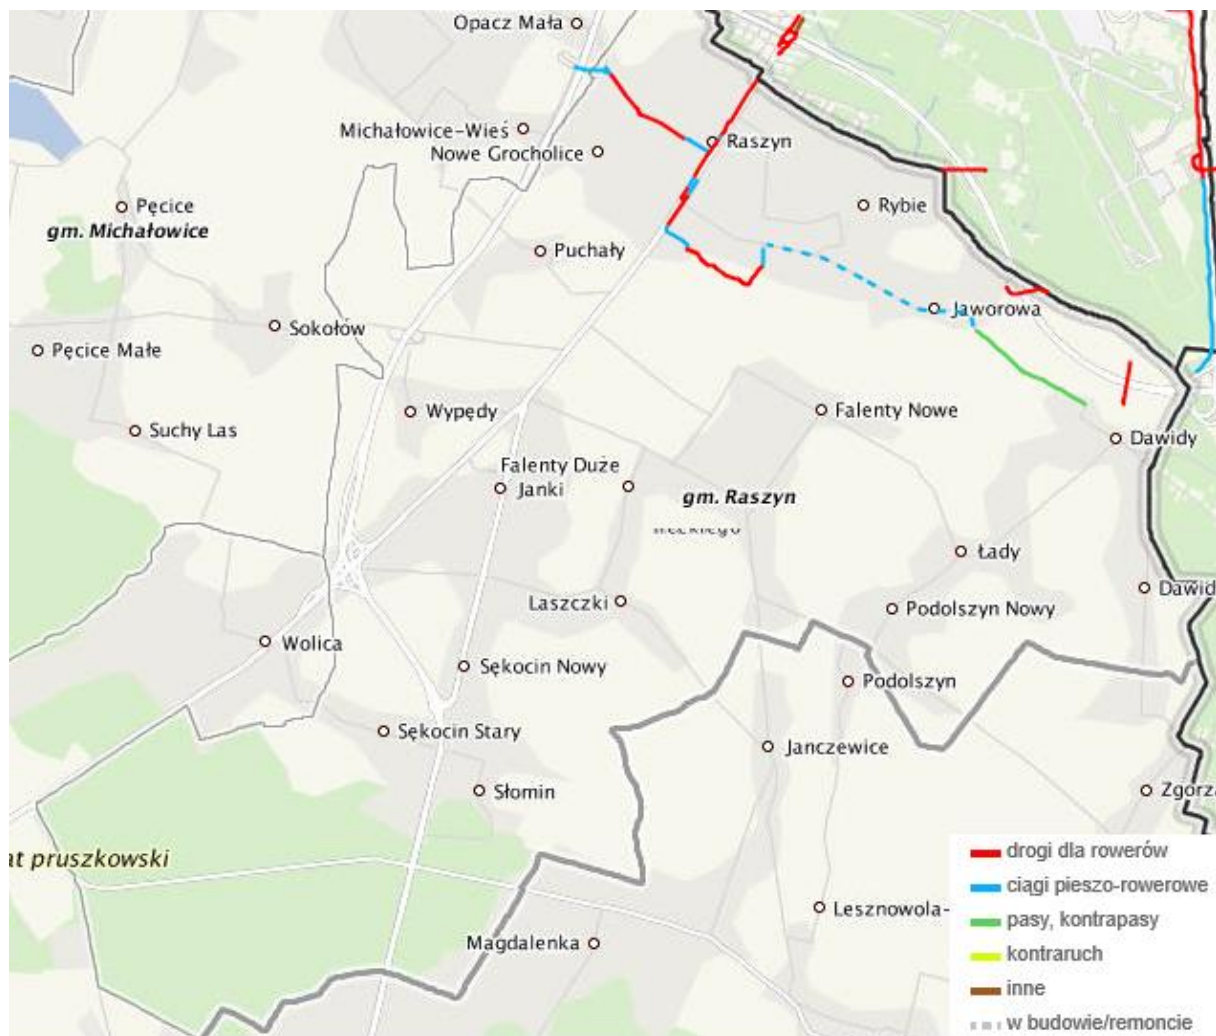 Opacz Mała
Michałowice-Wieś
Raszyn
Nowe Grocholice
Pęcice
gm. Michałowice
Rybie
Puchały
Sokołów
Jaworowa
Pęcice Małe
Wypędy
Falenty Nowe
Suchy Las
Dawidy
Falenty Duże
Janki
gm. Raszyn
Łady
Dawid
Laszczki
Podolszyn Nowy
Wolica
Sękocin Nowy
Podolszyn
Sękocin Stary
Janczewice
Słomin
Zgorza
at pruszkowski
drogi dla rowerów
ciągi pieszo-rowerowe
Lesznowola-
pasy, kontrapasy
Magdalenka
kontraruch
inne
w budowie/remoncie